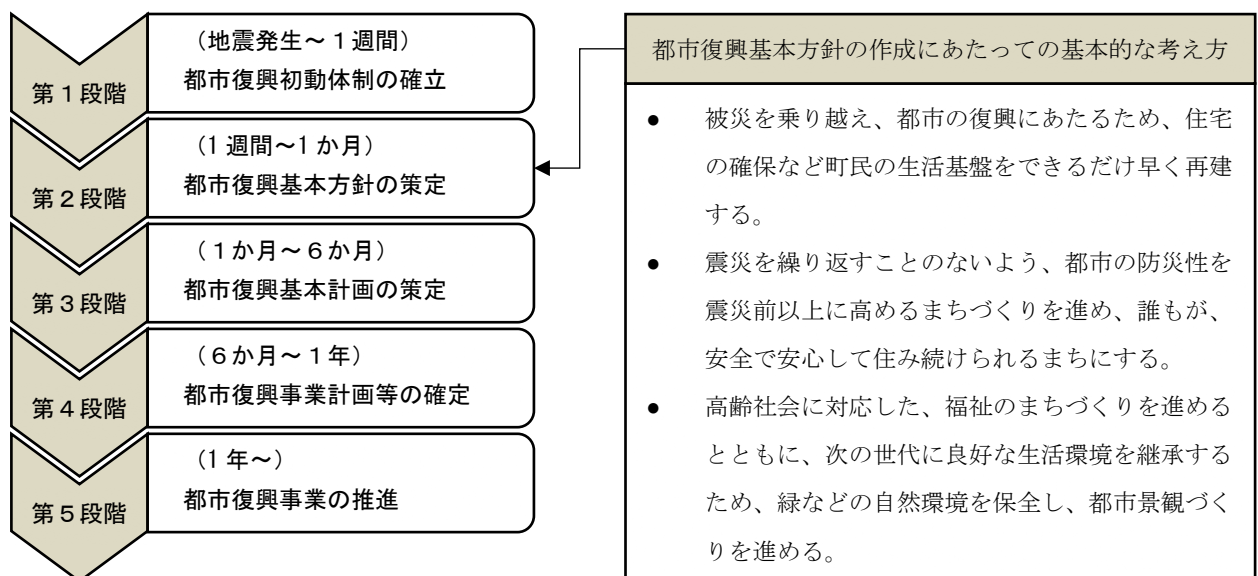 第１段階
（地震発生～１週間）
都市復興初動体制の確立
第２段階
（1 週間～1 か月）
都市復興基本方針の策定
第３段階
（１か月～６か月）
都市復興基本計画の策定
第４段階
（６か月～１年）
都市復興事業計画等の確定
第５段階
（1 年～）
都市復興事業の推進
都市復興基本方針の作成にあたっての基本的な考え方
● 被災を乗り越え、都市の復興にあたるため、住宅
の確保など町民の生活基盤をできるだけ早く再建
する。
● 震災を繰り返すことのないよう、都市の防災性を
震災前以上に高めるまちづくりを進め、誰もが、
安全で安心して住み続けられるまちにする。
● 高齢社会に対応した、福祉のまちづくりを進める
とともに、次の世代に良好な生活環境を継承する
ため、緑などの自然環境を保全し、都市景観づく
りを進める。